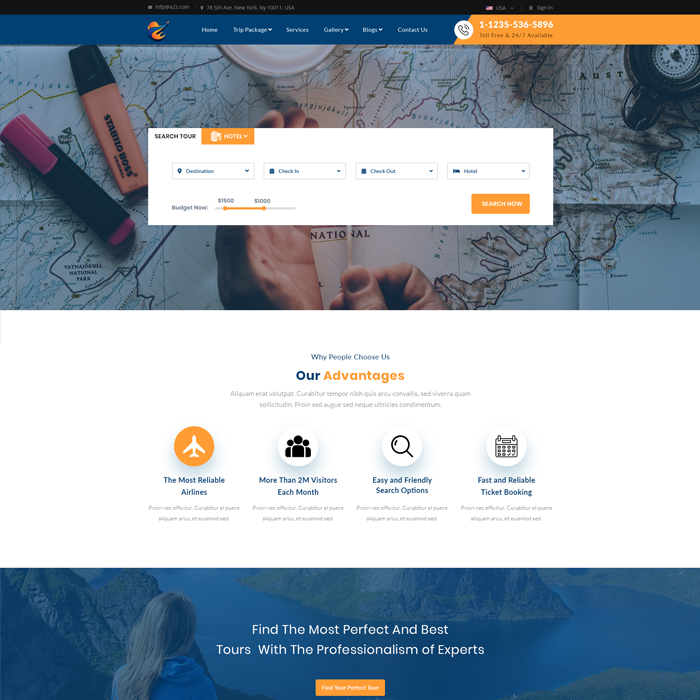 info@a2z.com
78 5th Ave, New York, Ny 10011, USA
USA
Sign In
Home
Trip Package
Services
Gallery
Blogs
Contact Us
1-1235-536-5896
Toll Free & 24/7 Available
STABILO BOSS
NATIONAL
VATNAJÖKULL
NATIONAL
PARK
SEARCH TOUR
HOTEL
Destination
Check In
Check Out
Hotel
Budget Now:
$1500
$1000
SEARCH NOW
Why People Choose Us
Our Advantages
Aliquam erat volutpat. Curabitur tempor nibh quis arcu convallis, sed viverra quam
sollicitudin. Proin sed augue sed neque ultricies condimentum.
The Most Reliable
Airlines
Proin nec efficitur. Curabitur el puere
aliquam arcu, et euismod sed.
More Than 2M Visitors
Each Month
Proin nec efficitur. Curabitur el puere
aliquam arcu, et euismod sed.
Easy and Friendly
Search Options
Proin nec efficitur. Curabitur el puere
aliquam arcu, et euismod sed.
Fast and Reliable
Ticket Booking
Proin nec efficitur. Curabitur el puere
aliquam arcu, et euismod sed.
Find The Most Perfect And Best
Tours With The Professionalism of Experts
Find Your Perfect Tour